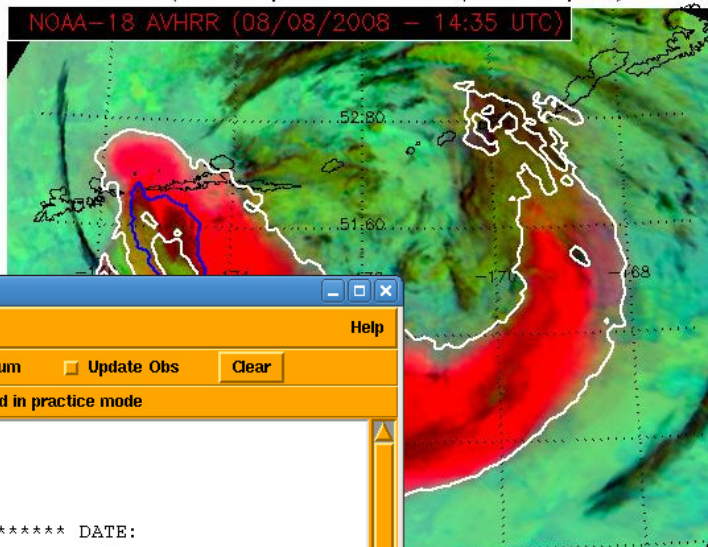 NOAA-18 AVHRR (08/08/2008 - 14:35 UTC)
52.80
51.60
-174
-170
-168
Help
Update Obs
Clear
d in practice mode
****** DATE: